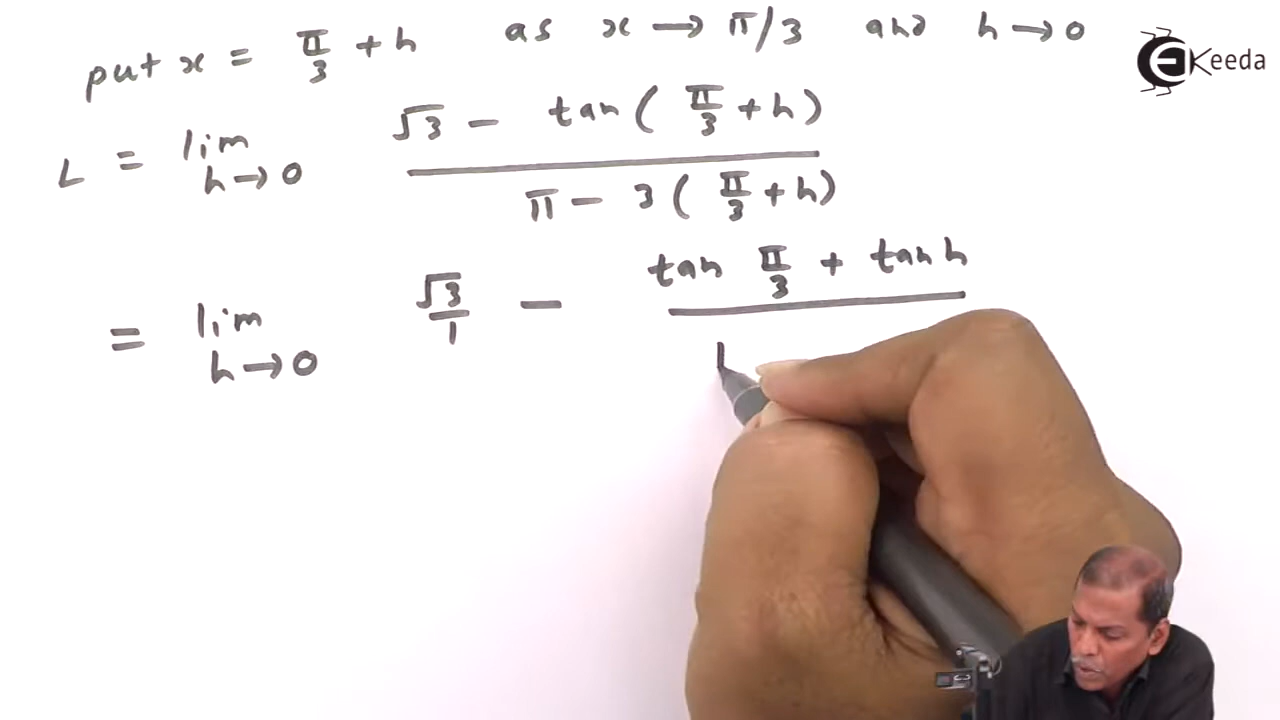 put x = π/3 + h as x → π/3 and h → 0
Keeda
L = lim h→0 (√3 - tan(π/3 + h)) / (π - 3(π/3 + h))
= lim h→0 √3/1 - (tan π/3 + tan h) / 1